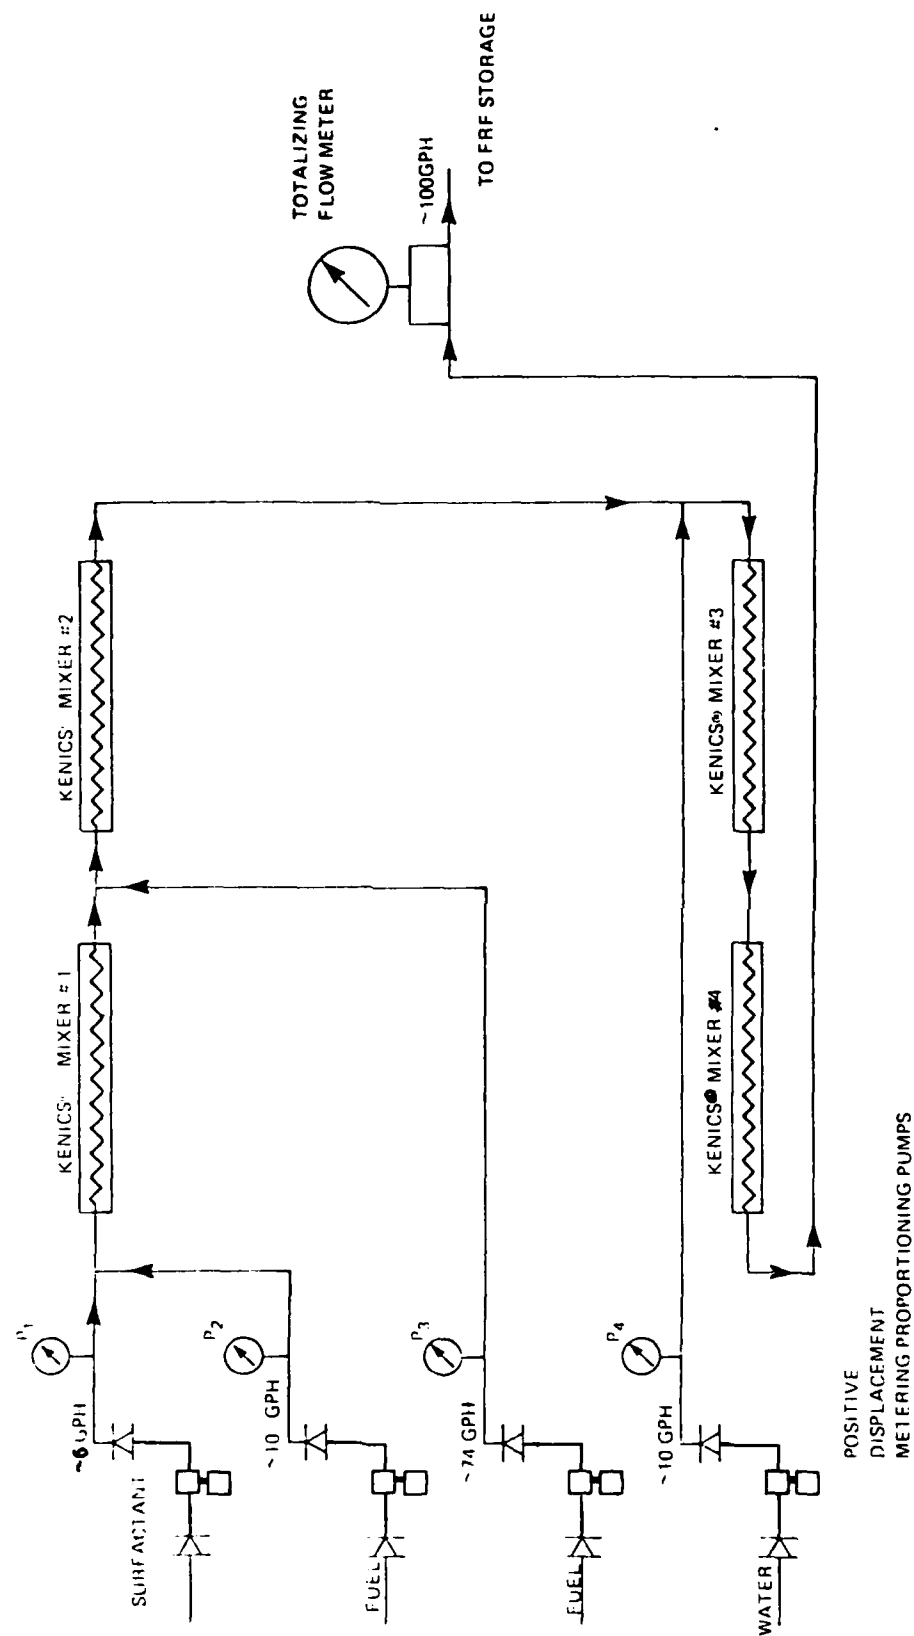 TOTALIZING
FLOW METER
~100GPH
TO FRF STORAGE
KENICS MIXER #1
KENICS MIXER #2
KENICS® MIXER #3
KENICS® MIXER #4
P1
P2
P3
P4
~6 GPH
~10 GPH
~74 GPH
~10 GPH
SURFACTANT
FUEL
FUEL
WATER
POSITIVE
DISPLACEMENT
METERING PROPORTIONING PUMPS